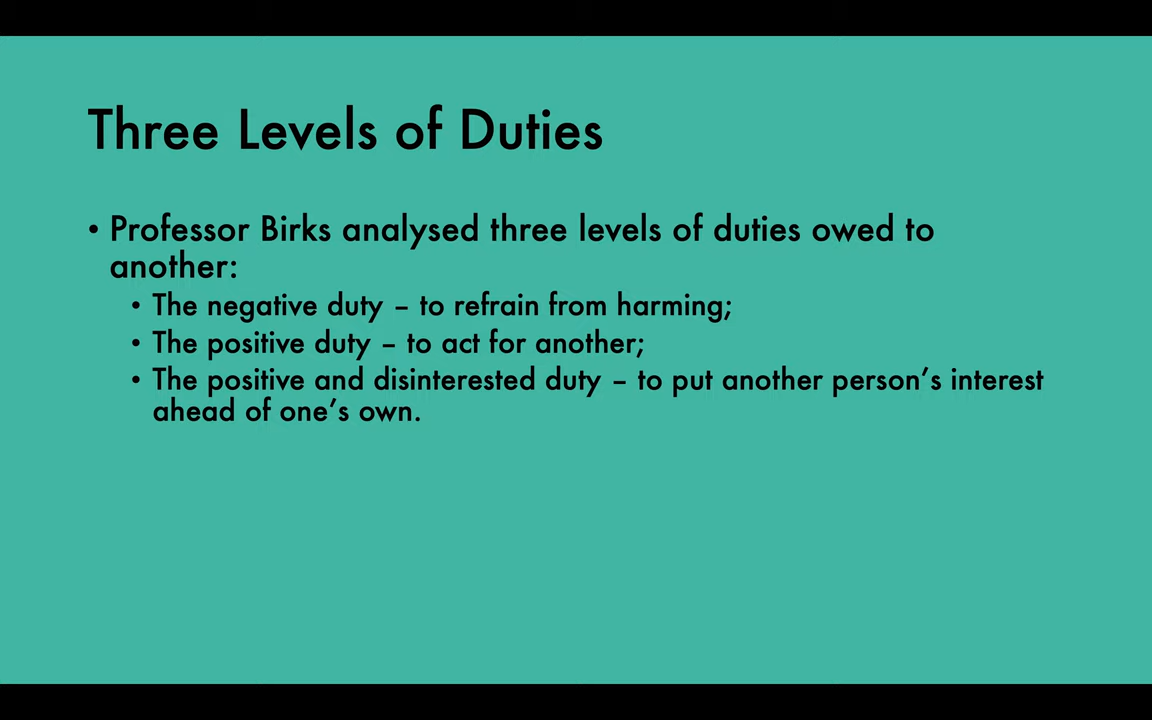 Three Levels of Duties
• Professor Birks analysed three levels of duties owed to
another:
• The negative duty – to refrain from harming;
• The positive duty – to act for another;
• The positive and disinterested duty – to put another person’s interest
ahead of one’s own.